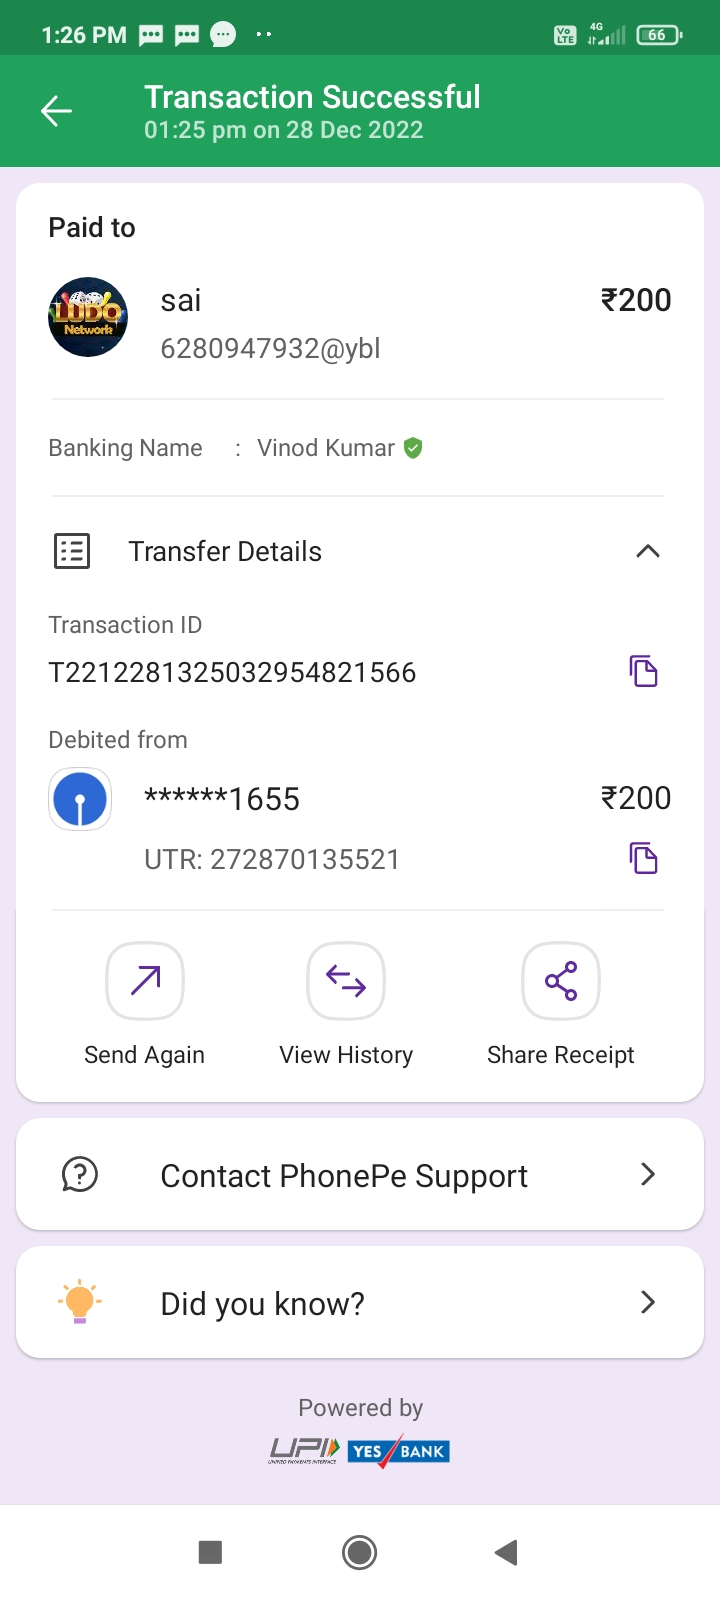 1:26 PM
Vo LTE 4G 66
Transaction Successful
01:25 pm on 28 Dec 2022
Paid to
LUDO
Network
sai ₹200
6280947932@ybl
Banking Name : Vinod Kumar
Transfer Details
Transaction ID
T2212281325032954821566
Debited from
******1655 ₹200
UTR: 272870135521
Send Again View History Share Receipt
Contact PhonePe Support
Did you know?
Powered by
UPI YES BANK
UNIFIED PAYMENTS INTERFACE